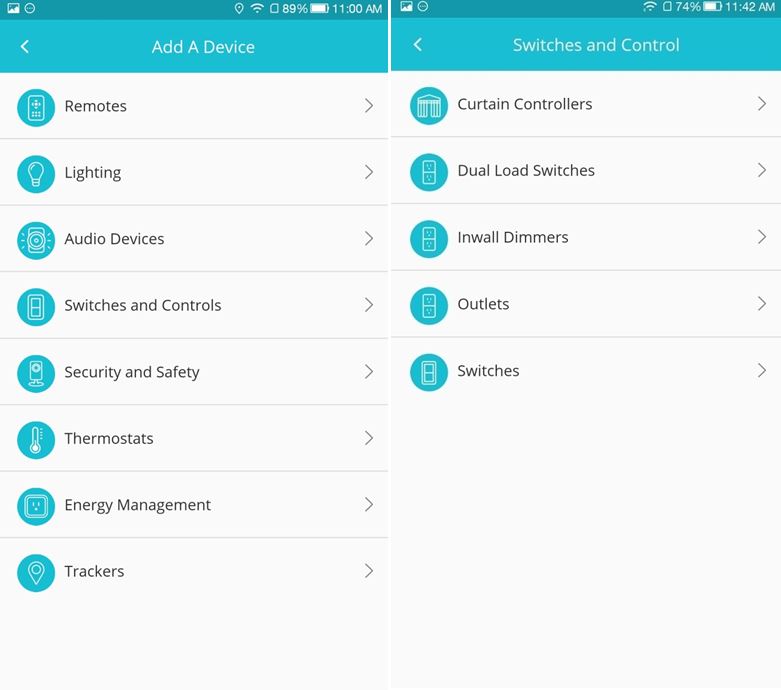 89% 11:00 AM
Add A Device
Remotes
Lighting
Audio Devices
Switches and Controls
Security and Safety
Thermostats
Energy Management
Trackers
74% 11:42 AM
Switches and Control
Curtain Controllers
Dual Load Switches
Inwall Dimmers
Outlets
Switches